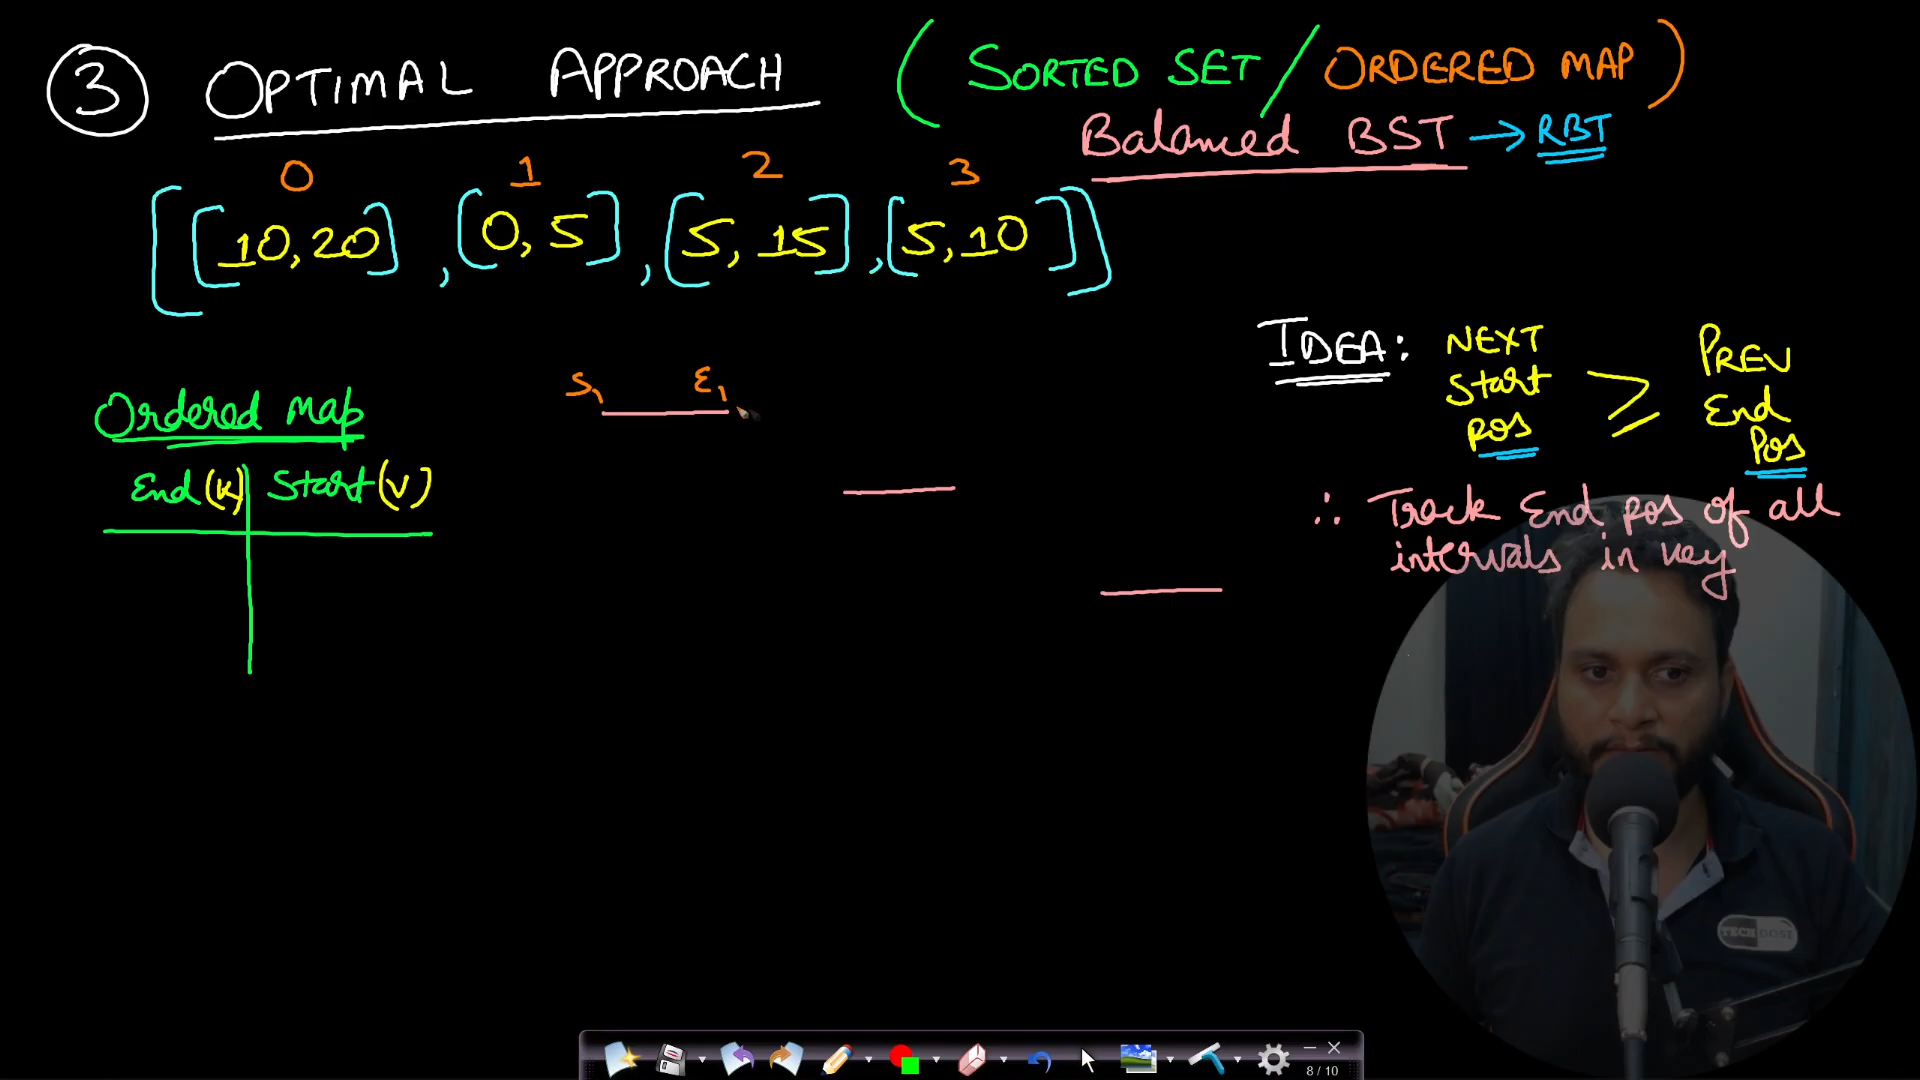 3 OPTIMAL APPROACH (SORTED SET / ORDERED MAP)
Balanced BST → RBT
0 1 2 3
[[10,20], [0,5], [5,15], [5,10]]
IDEA: NEXT Start pos ≥ PREV End Pos
S1 E1
Ordered map
End (K) Start (V)
∴ Track End pos of all
intervals in key
TECH DOSE
8 / 10